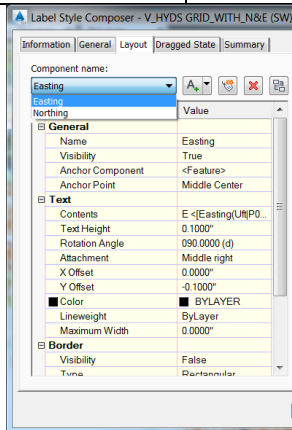 Label Style Composer - V_HYDS GRID_WITH_N&E (SW)
Information General Layout Dragged State Summary
Component name:
Easting
Easting
Northing
Value
General
Name Easting
Visibility True
Anchor Component <Feature>
Anchor Point Middle Center
Text
Contents E <[Easting(Uft|P0...
Text Height 0.1000"
Rotation Angle 090.0000 (d)
Attachment Middle right
X Offset 0.0000"
Y Offset -0.1000"
Color BYLAYER
Lineweight ByLayer
Maximum Width 0.0000"
Border
Visibility False
Type Rectangular